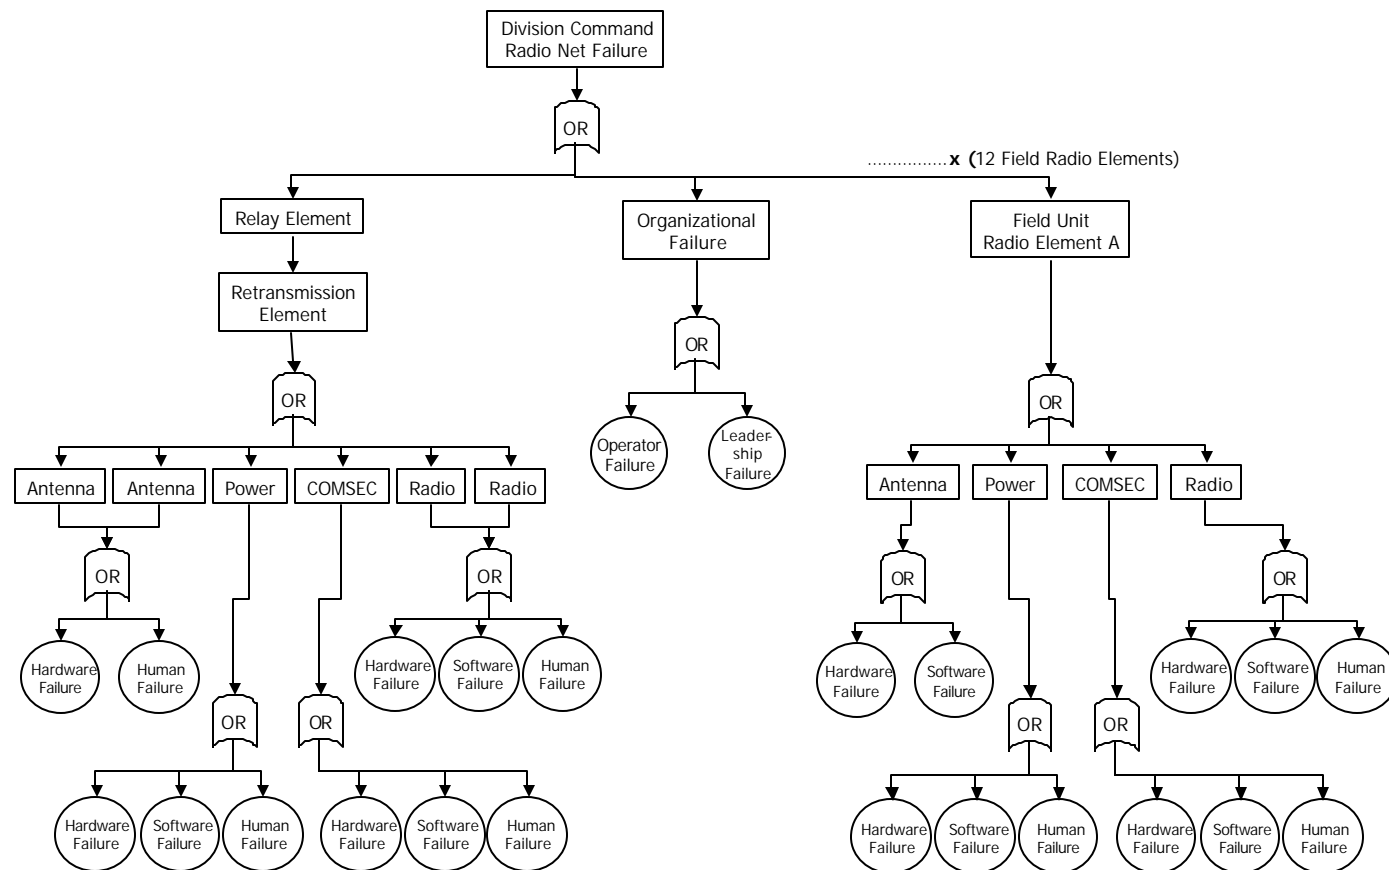 Division Command
Radio Net Failure
OR
................x (12 Field Radio Elements)
Relay Element
Organizational
Failure
Field Unit
Radio Element A
Retransmission
Element
OR
OR
OR
Operator
Failure
Leader-
ship
Failure
Antenna
Antenna
Power
COMSEC
Radio
Radio
Antenna
Power
COMSEC
Radio
OR
OR
OR
OR
Hardware
Failure
Human
Failure
Hardware
Failure
Software
Failure
Human
Failure
Hardware
Failure
Software
Failure
Hardware
Failure
Software
Failure
Human
Failure
OR
OR
OR
OR
Hardware
Failure
Software
Failure
Human
Failure
Hardware
Failure
Software
Failure
Human
Failure
Hardware
Failure
Software
Failure
Human
Failure
Hardware
Failure
Software
Failure
Human
Failure